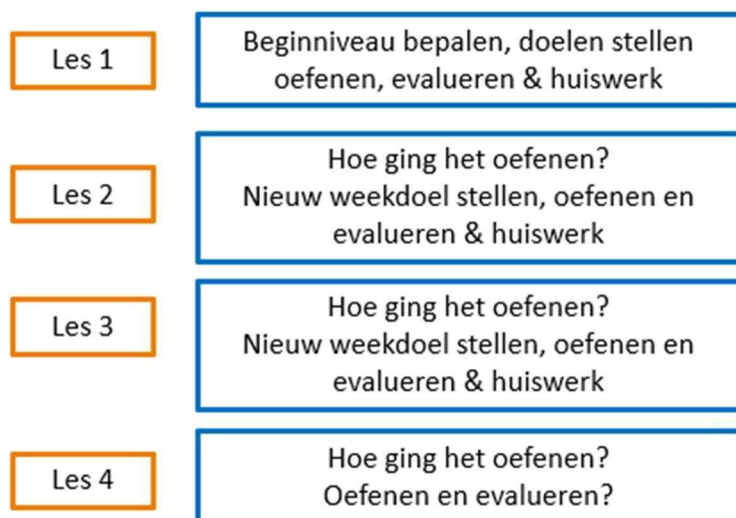 Les 1
Beginniveau bepalen, doelen stellen
oefenen, evalueren & huiswerk
Les 2
Hoe ging het oefenen?
Nieuw weekdoel stellen, oefenen en
evalueren & huiswerk
Les 3
Hoe ging het oefenen?
Nieuw weekdoel stellen, oefenen en
evalueren & huiswerk
Les 4
Hoe ging het oefenen?
Oefenen en evalueren?